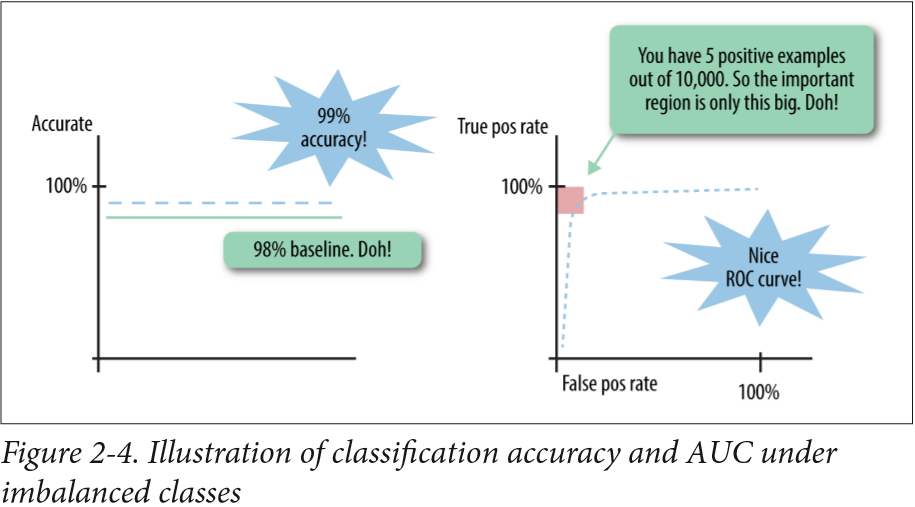 Accurate
100%
99%
accuracy!
98% baseline. Doh!
True pos rate
100%
You have 5 positive examples
out of 10,000. So the important
region is only this big. Doh!
Nice
ROC curve!
False pos rate
100%
Figure 2-4. Illustration of classification accuracy and AUC under
imbalanced classes